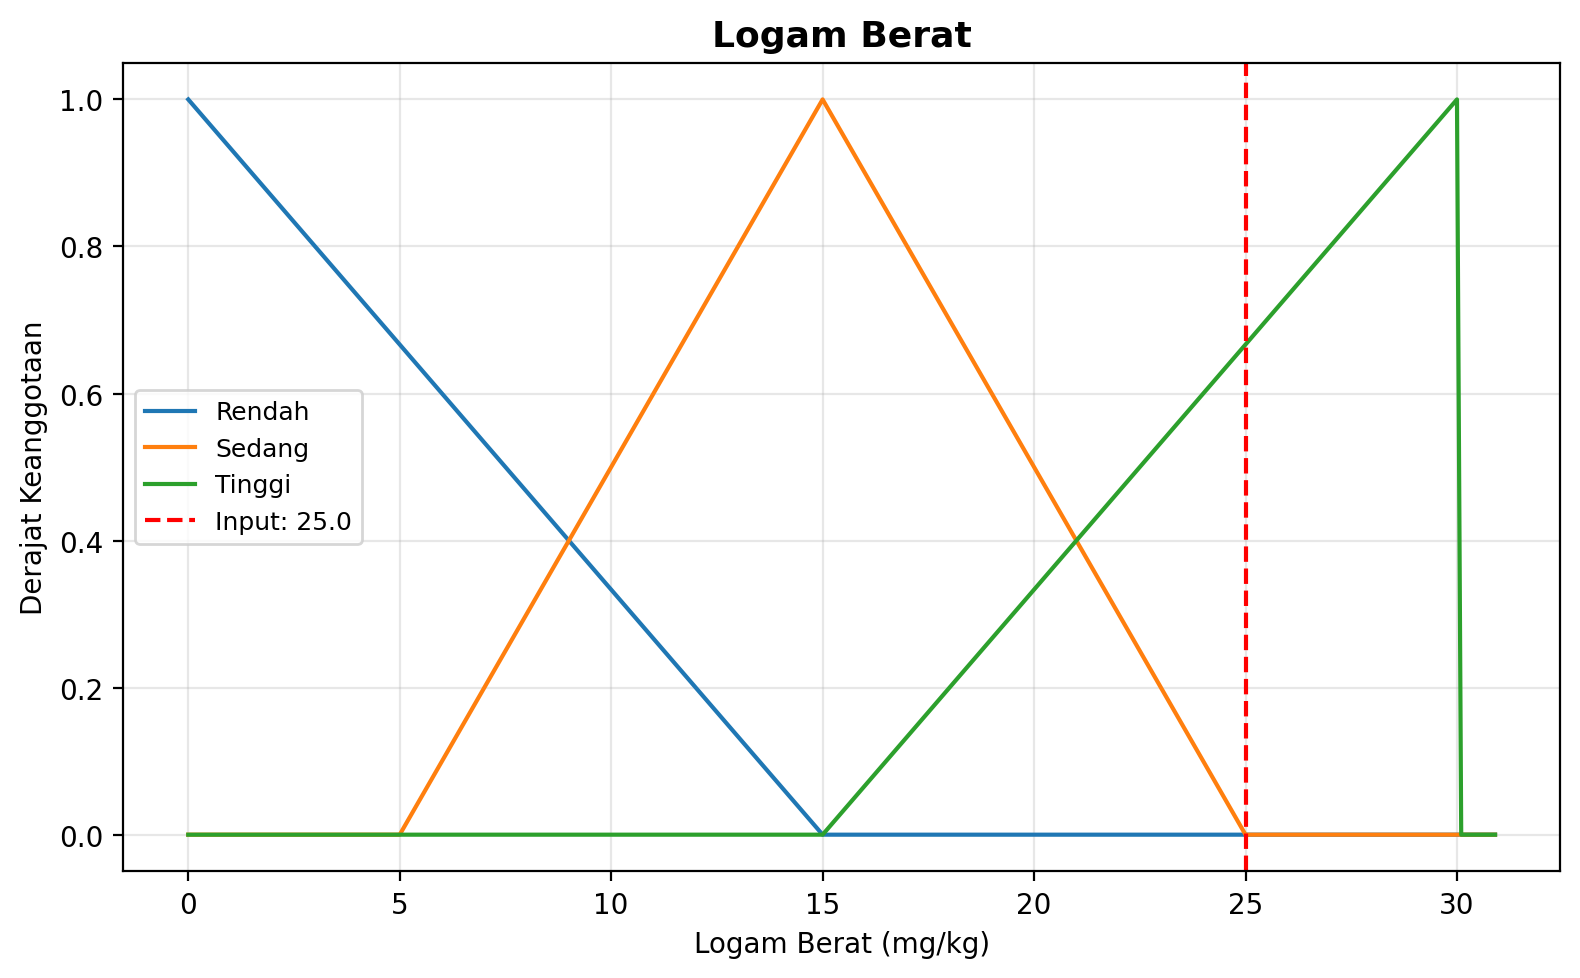 Logam Berat
1.0
0.8
0.6
0.4
0.2
0.0
Derajat Keanggotaan
Rendah
Sedang
Tinggi
Input: 25.0
0 5 10 15 20 25 30
Logam Berat (mg/kg)